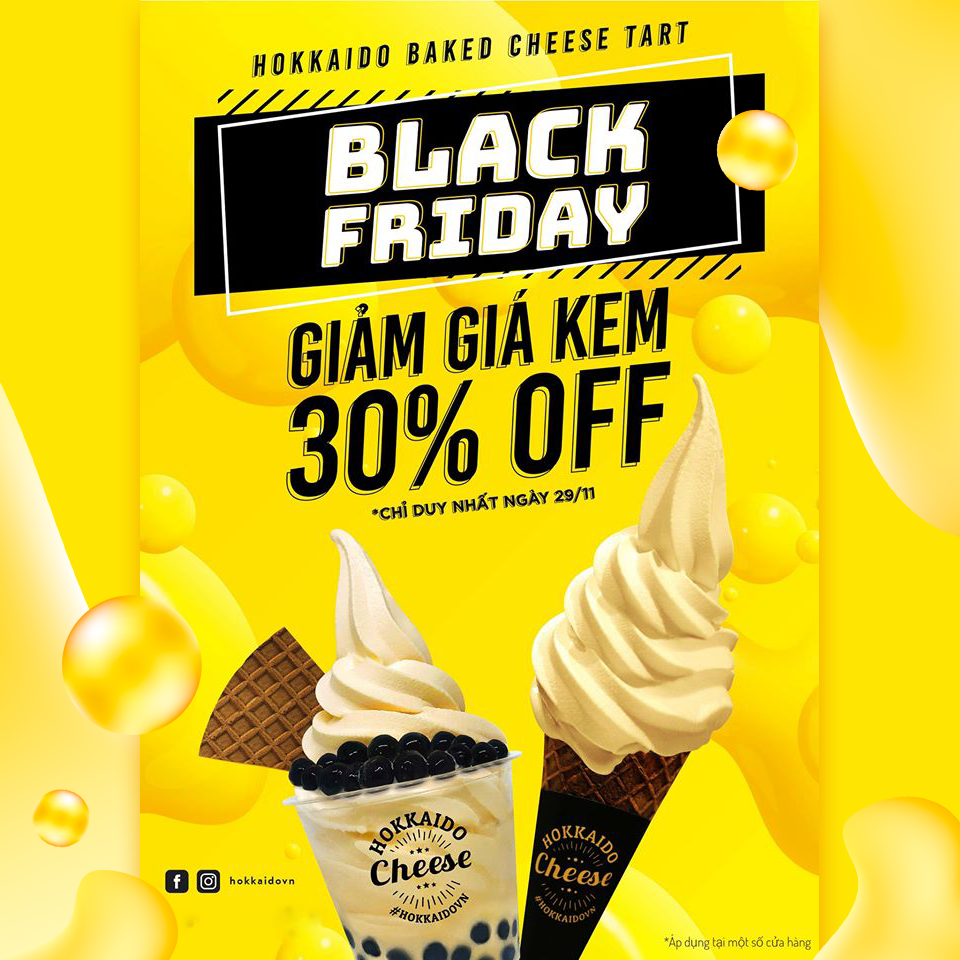 HOKKAIDO BAKED CHEESE TART
BLACK
FRIDAY
GIẢM GIÁ KEM
30% OFF
*CHỈ DUY NHẤT NGÀY 29/11
HOKKAIDO
Cheese
#HOKKAIDOVN
HOKKAIDO
Cheese
#HOKKAIDOVN
hokkaidovn
*Áp dụng tại một số cửa hàng